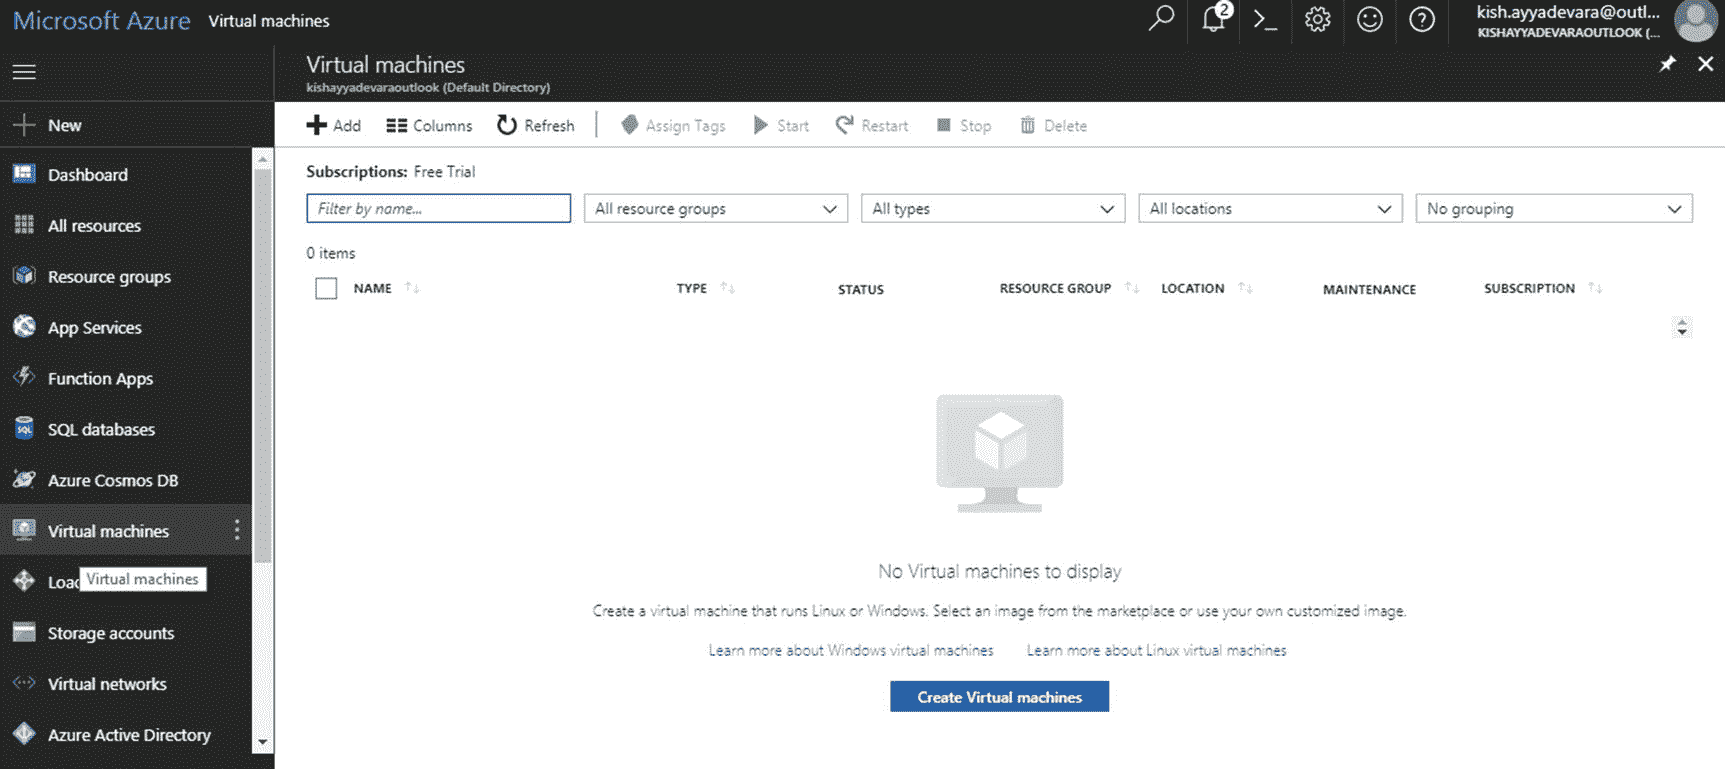 Microsoft Azure Virtual machines
2
kish.ayyadevara@outl...
KISHAYYADEVARAOUTLOOK (...
Virtual machines
kishayyadevaraoutlook (Default Directory)
New
Add Columns Refresh Assign Tags Start Restart Stop Delete
Dashboard
All resources
Resource groups
App Services
Function Apps
SQL databases
Azure Cosmos DB
Virtual machines
Virtual machines
Storage accounts
Virtual networks
Azure Active Directory
Subscriptions: Free Trial
Filter by name... All resource groups All types All locations No grouping
0 items
NAME TYPE STATUS RESOURCE GROUP LOCATION MAINTENANCE SUBSCRIPTION
No Virtual machines to display
Create a virtual machine that runs Linux or Windows. Select an image from the marketplace or use your own customized image.
Learn more about Windows virtual machines Learn more about Linux virtual machines
Create Virtual machines